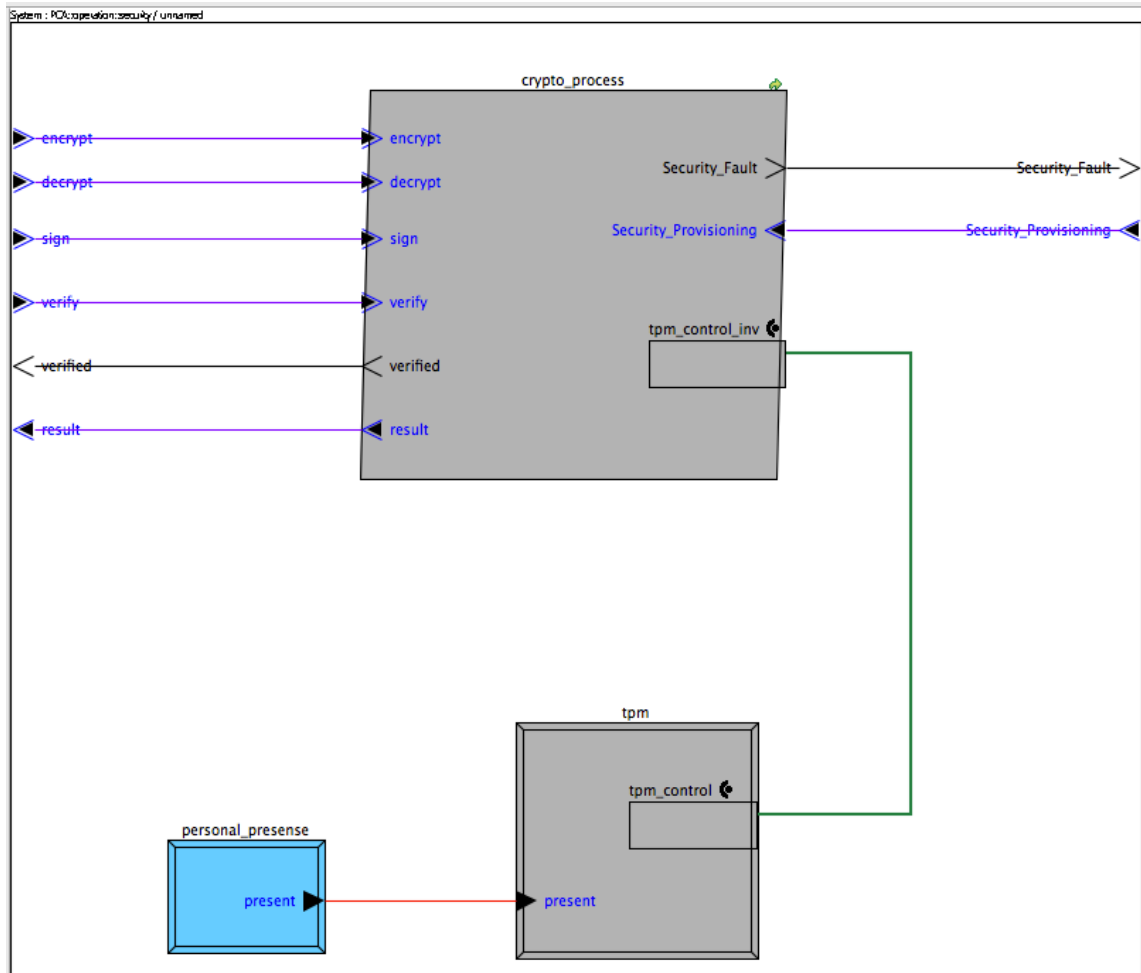 System : PCA::operation::security / unnamed
crypto_process
encrypt encrypt
Security_Fault Security_Fault
decrypt decrypt
sign sign
Security_Provisioning Security_Provisioning
verify verify
tpm_control_inv
verified verified
result result
tpm
tpm_control
personal_presense
present present